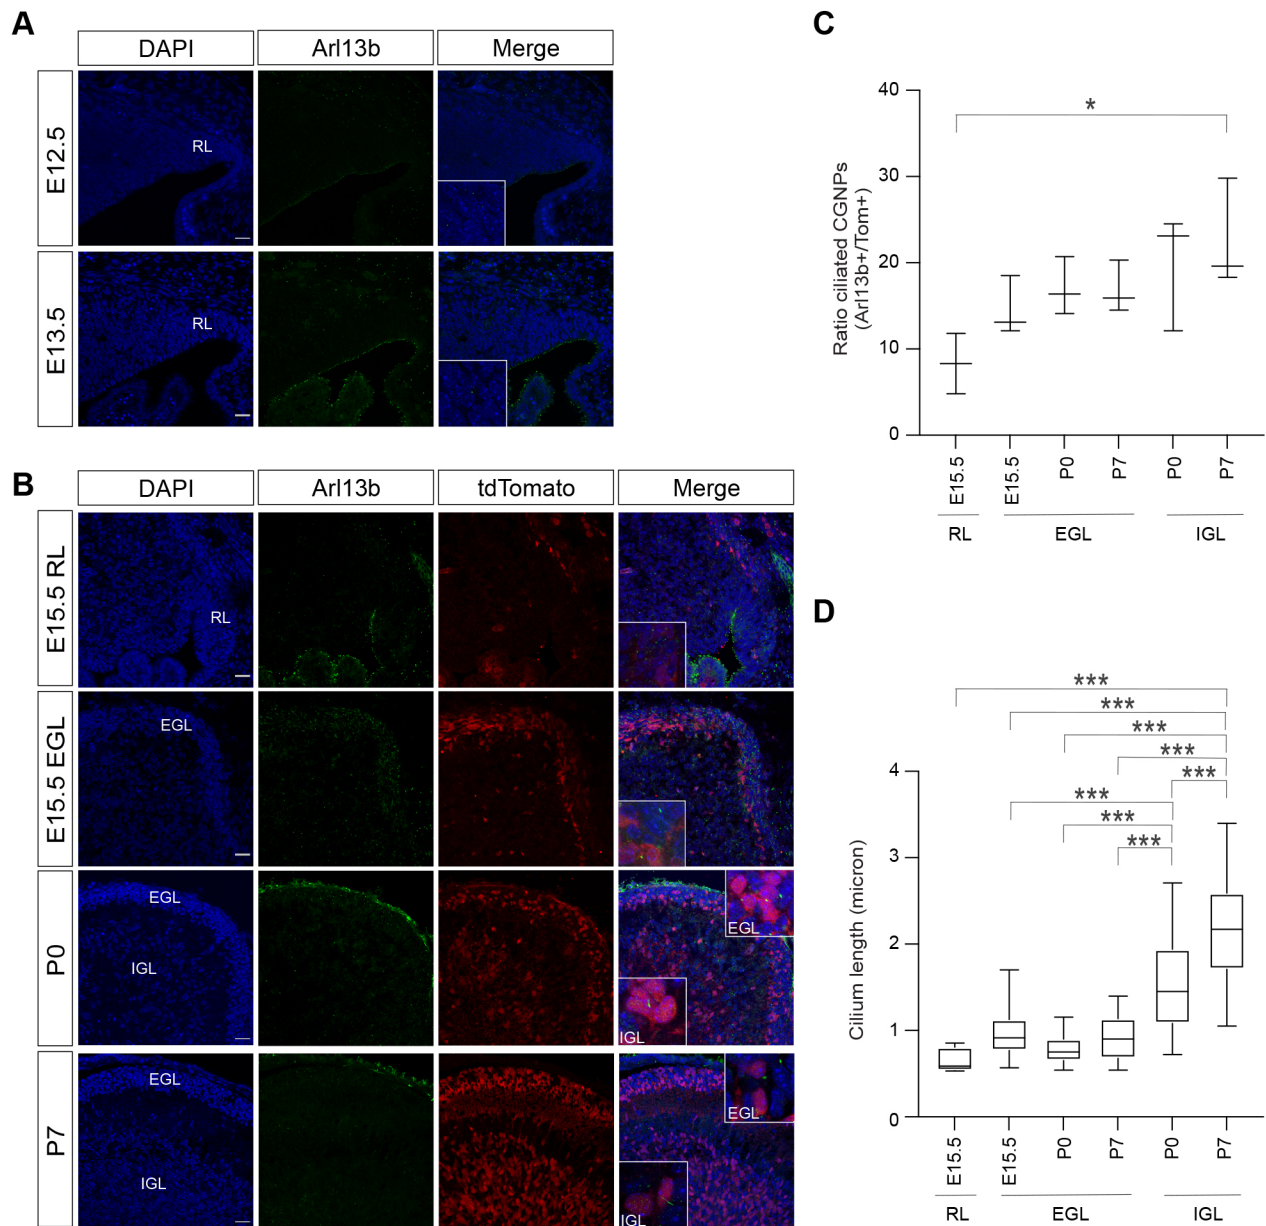 A
DAPI Arl13b Merge
E12.5
RL
E13.5
RL
B
DAPI Arl13b tdTomato Merge
E15.5 RL
RL
E15.5 EGL
EGL
P0
EGL
IGL
EGL
IGL
P7
EGL
IGL
EGL
IGL
C
Ratio ciliated CGNPs
(Arl13b+/Tom+)
40
30
20
10
0
*
E15.5 E15.5 P0 P7 P0 P7
RL EGL IGL
D
Cilium length (micron)
4
3
2
1
0
***
***
***
***
***
***
***
***
E15.5 E15.5 P0 P7 P0 P7
RL EGL IGL